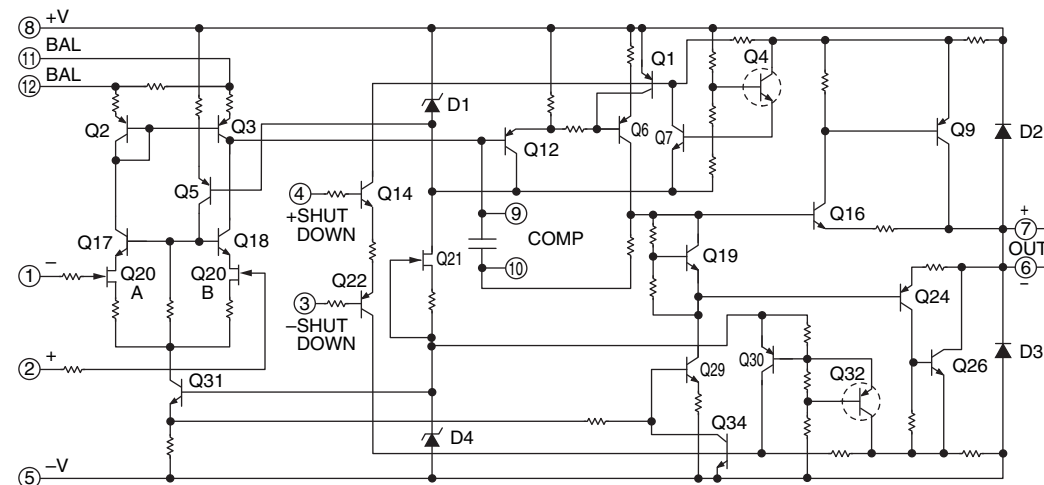 8 +V
11 BAL
12 BAL
Q2
Q3
Q5
Q17
Q18
1 –
Q20
A
Q20
B
2 +
Q31
5 –V
D1
Q14
4
+SHUT
DOWN
Q22
3
–SHUT
DOWN
Q21
D4
Q12
9
COMP
10
Q1
Q6
Q7
Q4
Q19
Q29
Q34
Q30
Q32
Q16
Q9
D2
+
7
OUT
6
–
Q24
Q26
D3